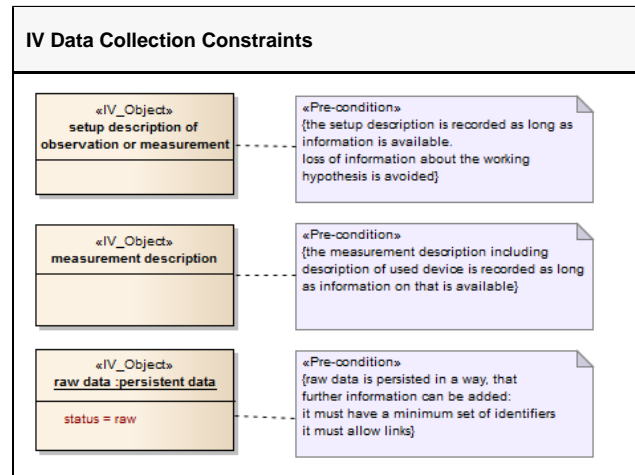 IV Data Collection Constraints
«IV_Object»
setup description of
observation or measurement
«Pre-condition»
{the setup description is recorded as long as
information is available.
loss of information about the working
hypothesis is avoided}
«IV_Object»
measurement description
«Pre-condition»
{the measurement description including
description of used device is recorded as long
as information on that is available}
«IV_Object»
raw data :persistent data
status = raw
«Pre-condition»
{raw data is persisted in a way, that
further information can be added:
it must have a minimum set of identifiers
it must allow links}